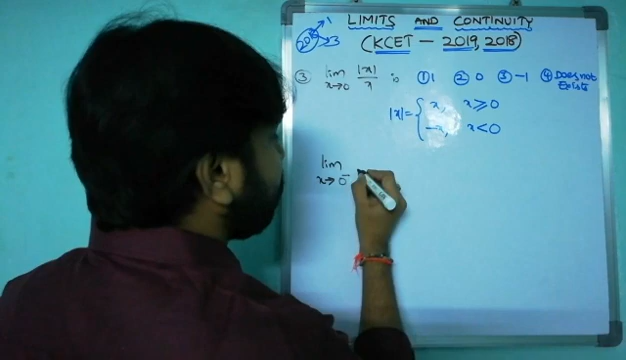 LIMITS AND CONTINUITY
(KCET - 2019, 2018)
③ lim x→0 |x|/x is ① 1 ② 0 ③ -1 ④ Does not Exists
|x| = { x, x ≥ 0
-x, x < 0
lim x→0⁻